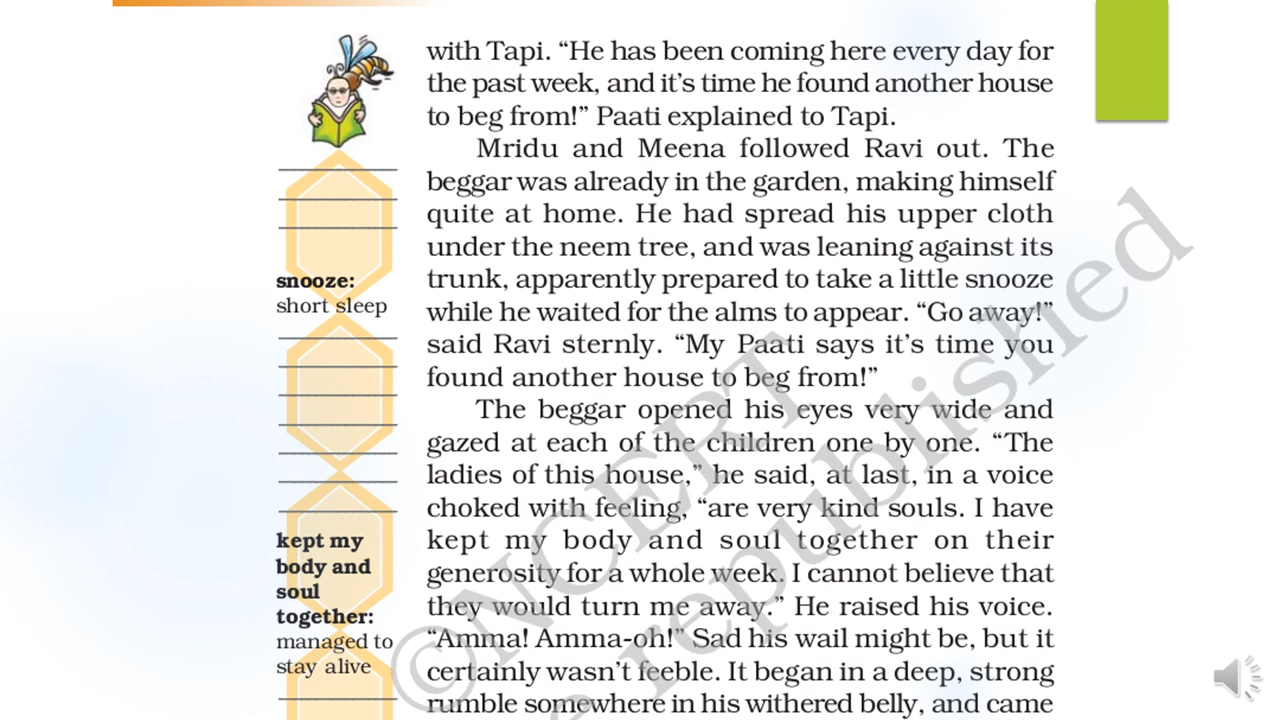 with Tapi. “He has been coming here every day for
the past week, and it’s time he found another house
to beg from!” Paati explained to Tapi.
Mridu and Meena followed Ravi out. The
beggar was already in the garden, making himself
quite at home. He had spread his upper cloth
under the neem tree, and was leaning against its
trunk, apparently prepared to take a little snooze
while he waited for the alms to appear. “Go away!”
said Ravi sternly. “My Paati says it’s time you
found another house to beg from!”
The beggar opened his eyes very wide and
gazed at each of the children one by one. “The
ladies of this house,” he said, at last, in a voice
choked with feeling, “are very kind souls. I have
kept my body and soul together on their
generosity for a whole week. I cannot believe that
they would turn me away.” He raised his voice.
“Amma! Amma-oh!” Sad his wail might be, but it
certainly wasn’t feeble. It began in a deep, strong
rumble somewhere in his withered belly, and came
snooze:
short sleep
kept my
body and
soul
together:
managed to
stay alive
©NCERT
republished